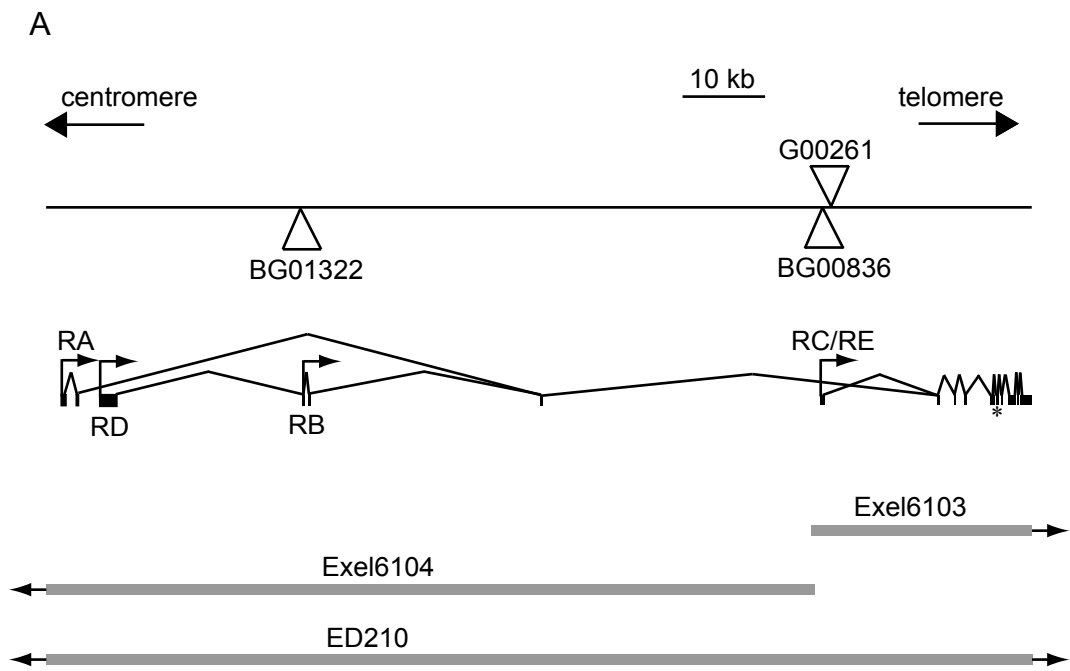 A
10 kb
centromere
telomere
G00261
BG01322
BG00836
RA
RC/RE
RD
RB
*
Exel6103
Exel6104
ED210